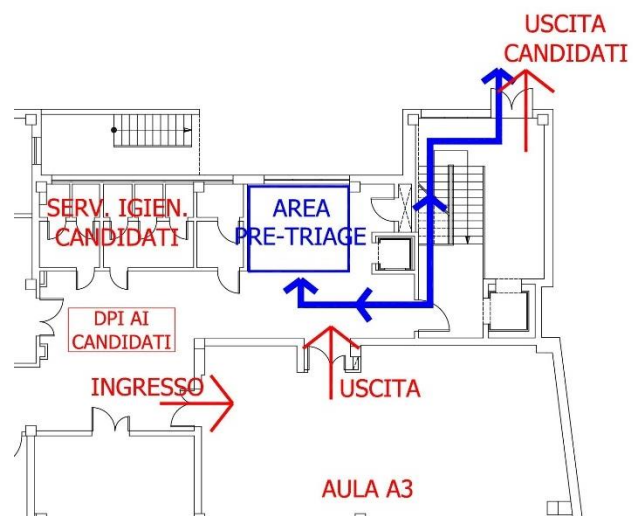 USCITA
CANDIDATI
SERV. IGIEN.
CANDIDATI
AREA
PRE-TRIAGE
DPI AI
CANDIDATI
INGRESSO
USCITA
AULA A3